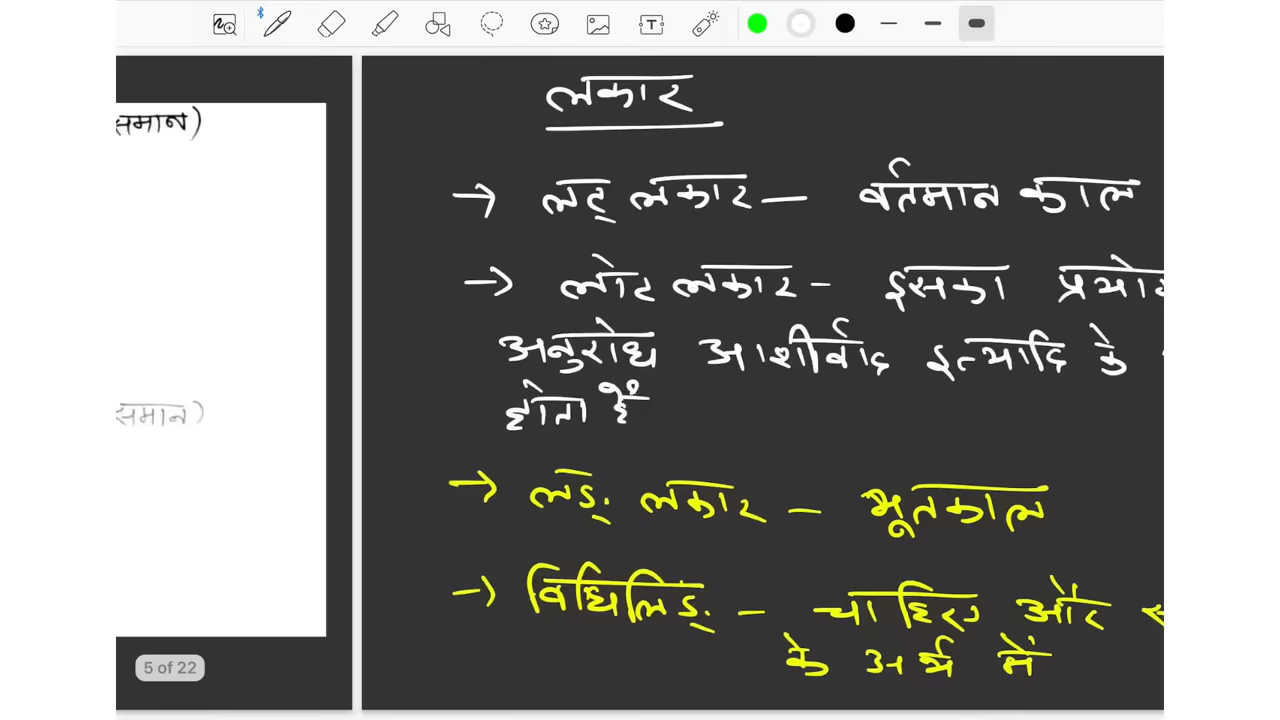 समान)
समान)
5 of 22
लकार
→ लट् लकार — वर्तमान काल
→ लोट लकार - इसका
अनुरोध आशीर्वाद इत्यादि के
होता है
→ लङ् लकार — भूतकाल
→ विधिलिङ् — चाहिए और
के अर्थ में